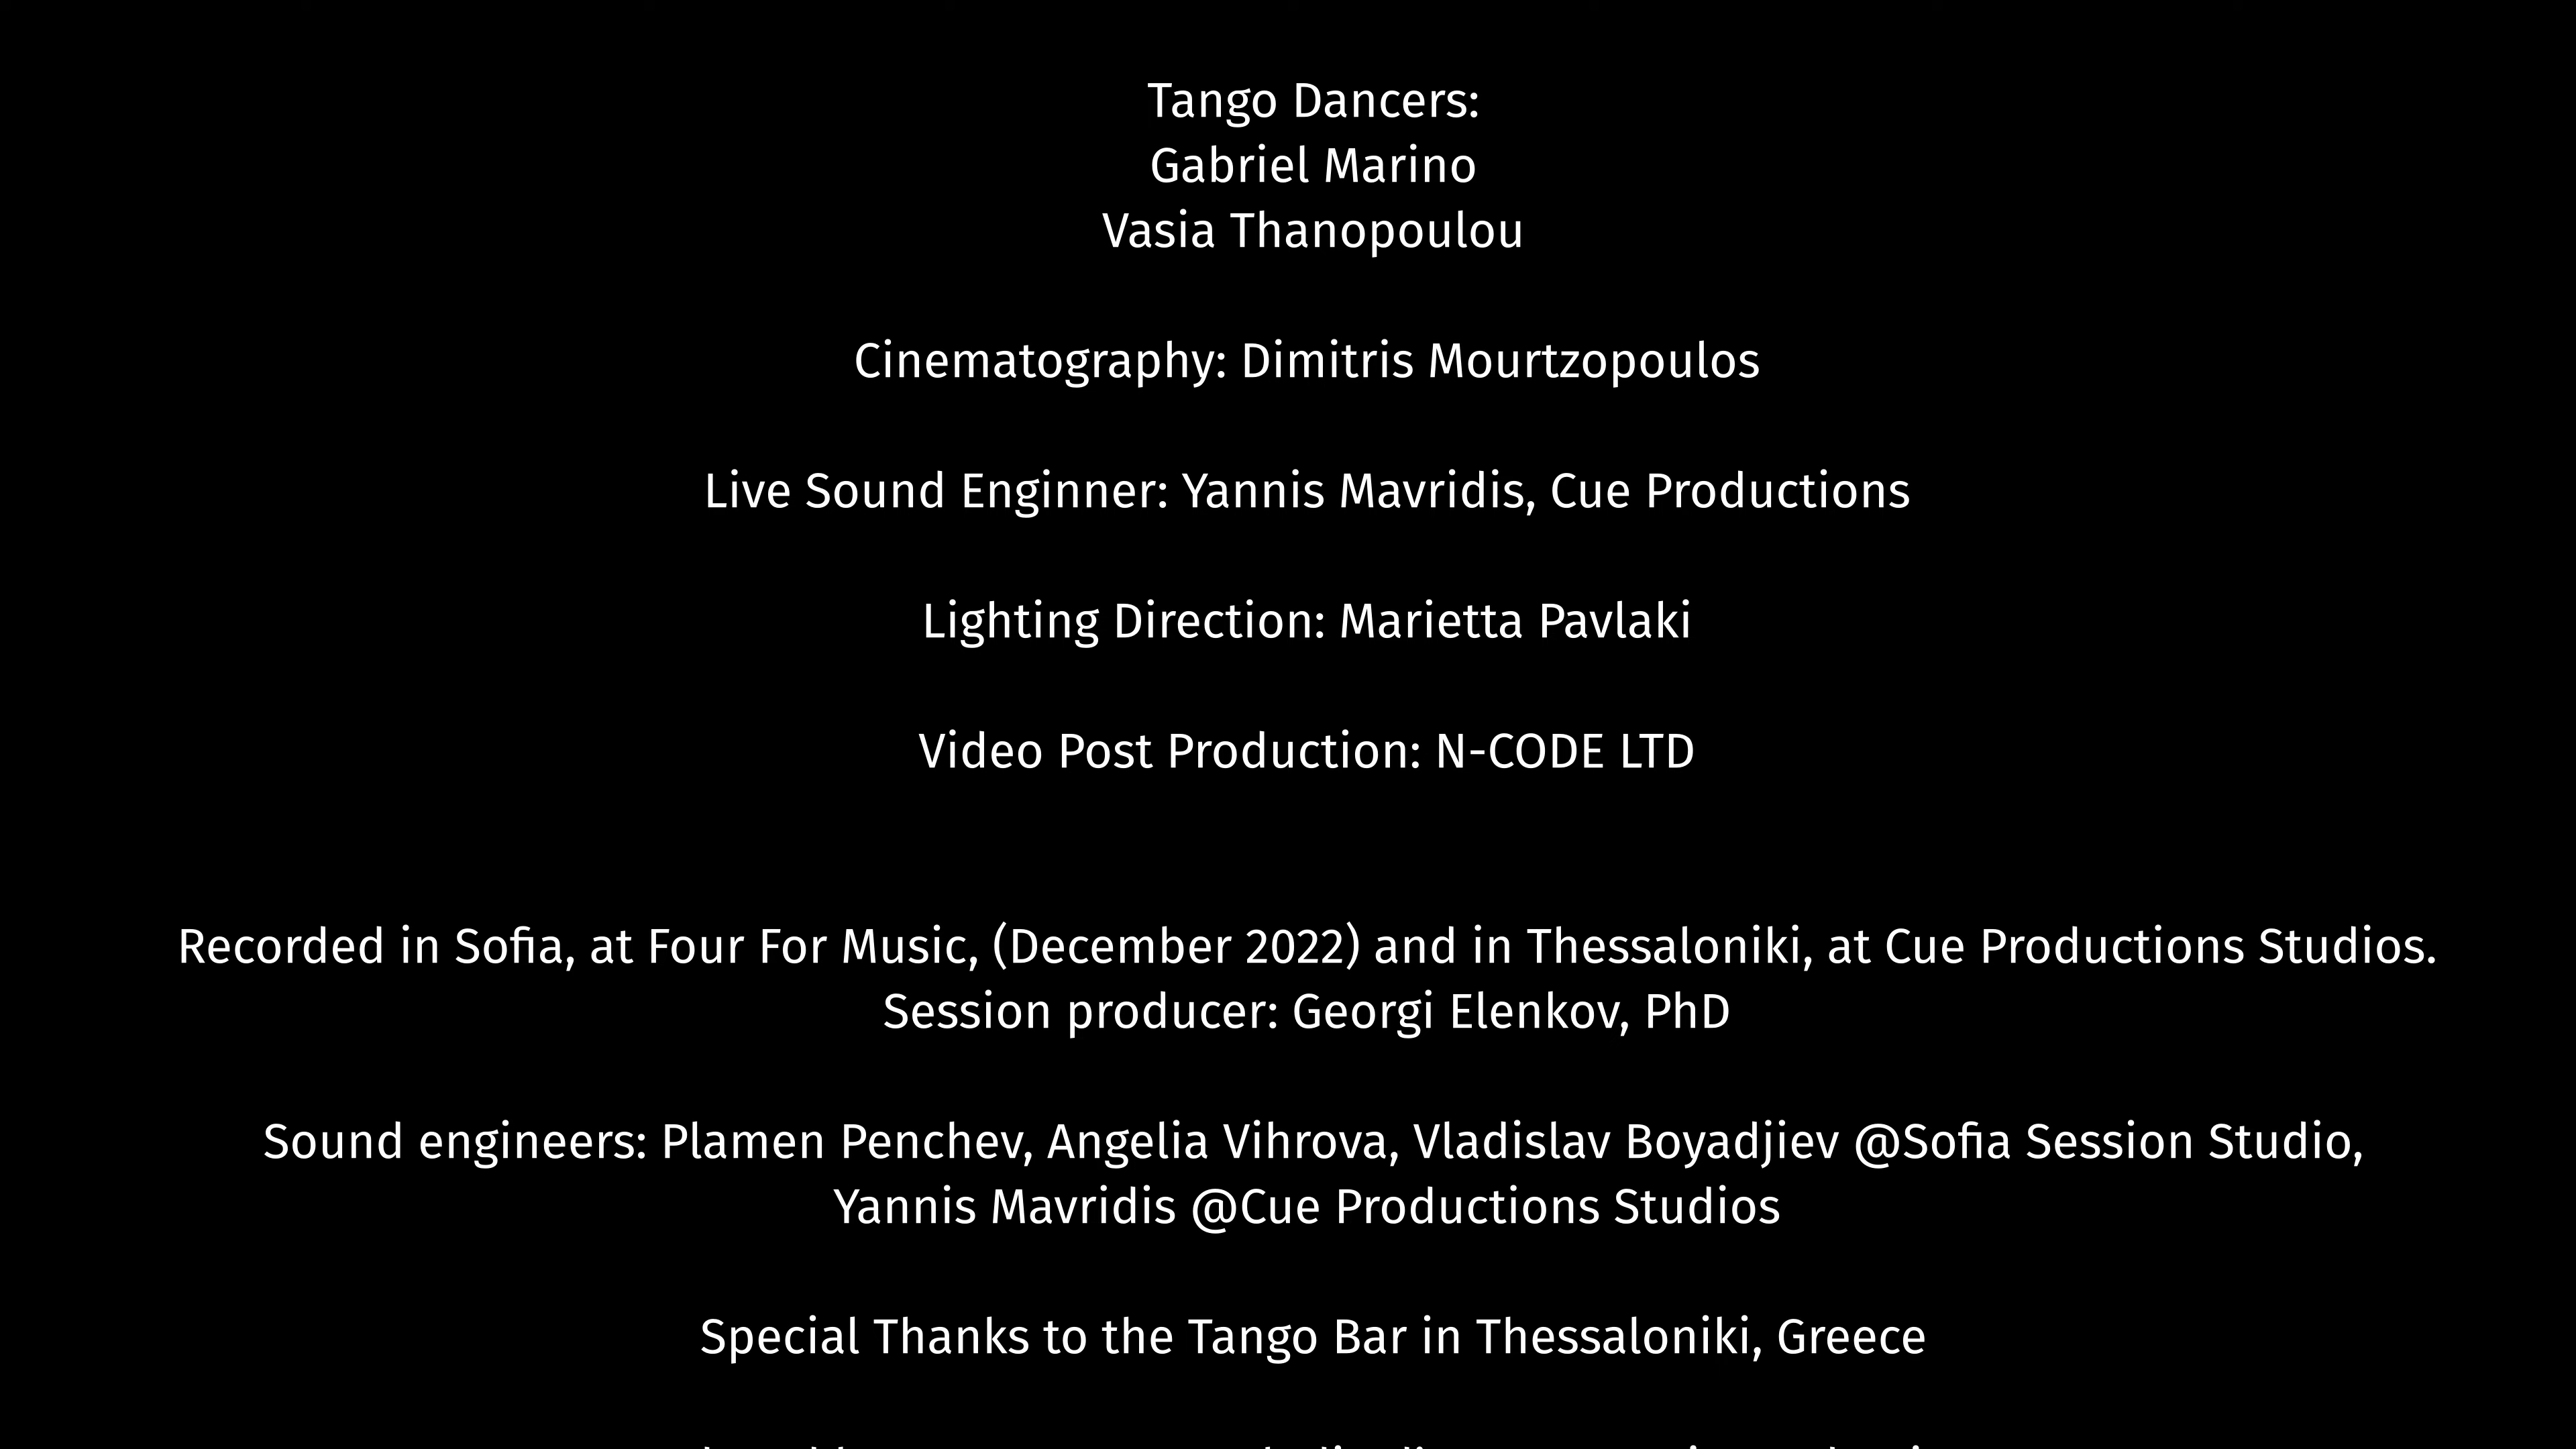 Tango Dancers:
Gabriel Marino
Vasia Thanopoulou
Cinematography: Dimitris Mourtzopoulos
Live Sound Enginner: Yannis Mavridis, Cue Productions
Lighting Direction: Marietta Pavlaki
Video Post Production: N-CODE LTD
Recorded in Sofia, at Four For Music, (December 2022) and in Thessaloniki, at Cue Productions Studios.
Session producer: Georgi Elenkov, PhD
Sound engineers: Plamen Penchev, Angelia Vihrova, Vladislav Boyadjiev @Sofia Session Studio,
Yannis Mavridis @Cue Productions Studios
Special Thanks to the Tango Bar in Thessaloniki, Greece